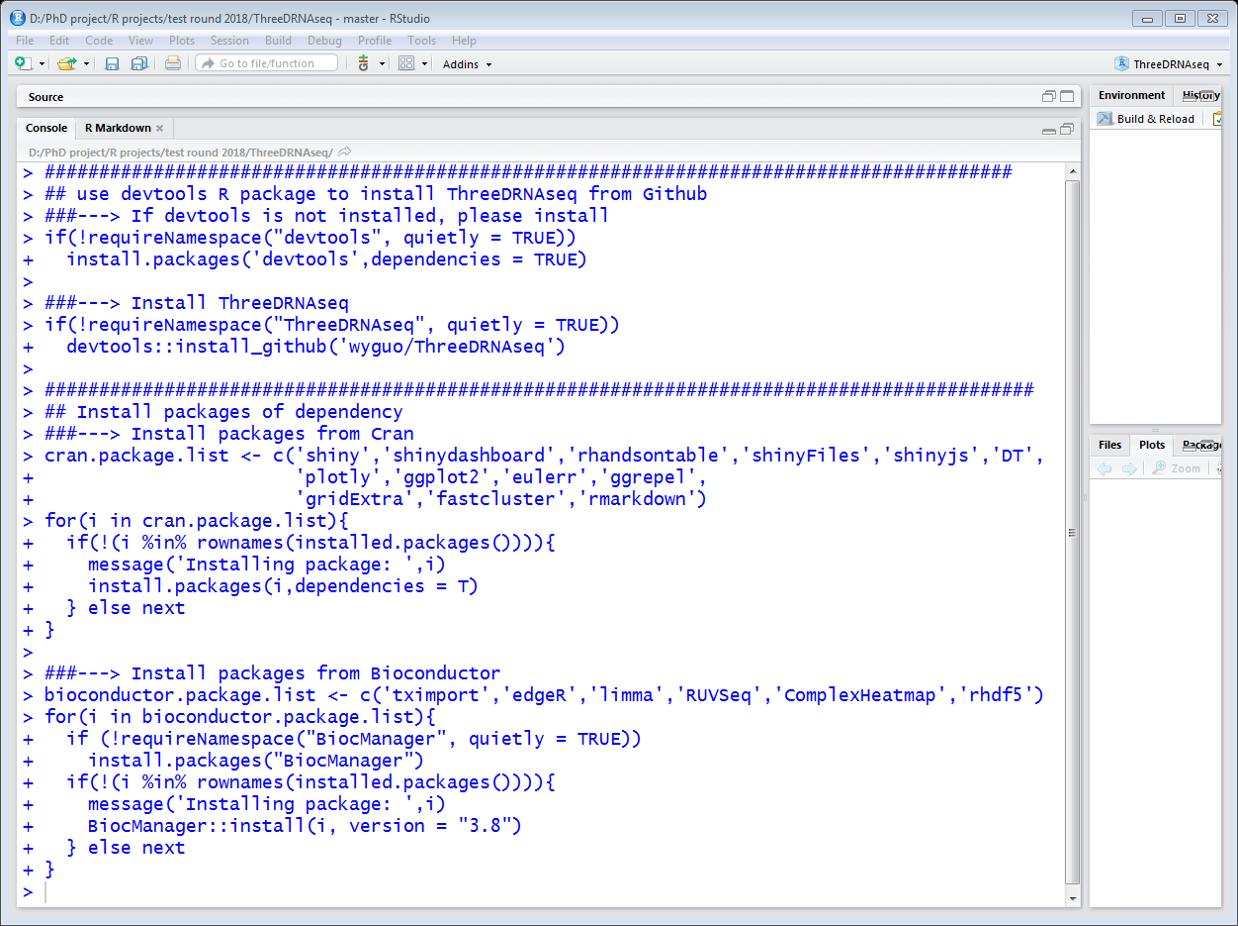 D:/PhD project/R projects/test round 2018/ThreeDRNAseq - master - RStudio
File Edit Code View Plots Session Build Debug Profile Tools Help
Go to file/function Addins ThreeDRNAseq
Source
Environment History
Build & Reload
Console R Markdown
D:/PhD project/R projects/test round 2018/ThreeDRNAseq/
> #########################################################################################
> ## use devtools R package to install ThreeDRNAseq from Github
> ###---> If devtools is not installed, please install
> if(!requireNamespace("devtools", quietly = TRUE))
+   install.packages('devtools',dependencies = TRUE)
>
> ###---> Install ThreeDRNAseq
> if(!requireNamespace("ThreeDRNAseq", quietly = TRUE))
+   devtools::install_github('wyguo/ThreeDRNAseq')
>
> ###########################################################################################
> ## Install packages of dependency
> ###---> Install packages from Cran
> cran.package.list <- c('shiny','shinydashboard','rhandsontable','shinyFiles','shinyjs','DT',
+                        'plotly','ggplot2','eulerr','ggrepel',
+                        'gridExtra','fastcluster','rmarkdown')
> for(i in cran.package.list){
+   if(!(i %in% rownames(installed.packages()))){
+     message('Installing package: ',i)
+     install.packages(i,dependencies = T)
+   } else next
+ }
>
> ###---> Install packages from Bioconductor
> bioconductor.package.list <- c('tximport','edgeR','limma','RUVSeq','ComplexHeatmap','rhdf5')
> for(i in bioconductor.package.list){
+   if (!requireNamespace("BiocManager", quietly = TRUE))
+     install.packages("BiocManager")
+   if(!(i %in% rownames(installed.packages()))){
+     message('Installing package: ',i)
+     BiocManager::install(i, version = "3.8")
+   } else next
+ }
>
Files Plots Package
Zoom